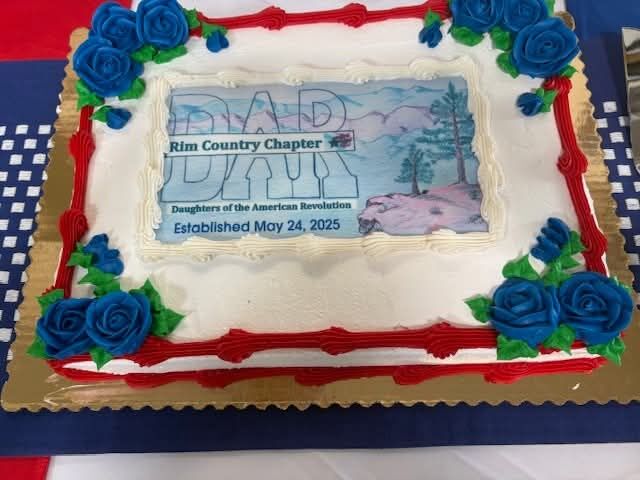 DAR
Rim Country Chapter
Daughters of the American Revolution
Established May 24, 2025